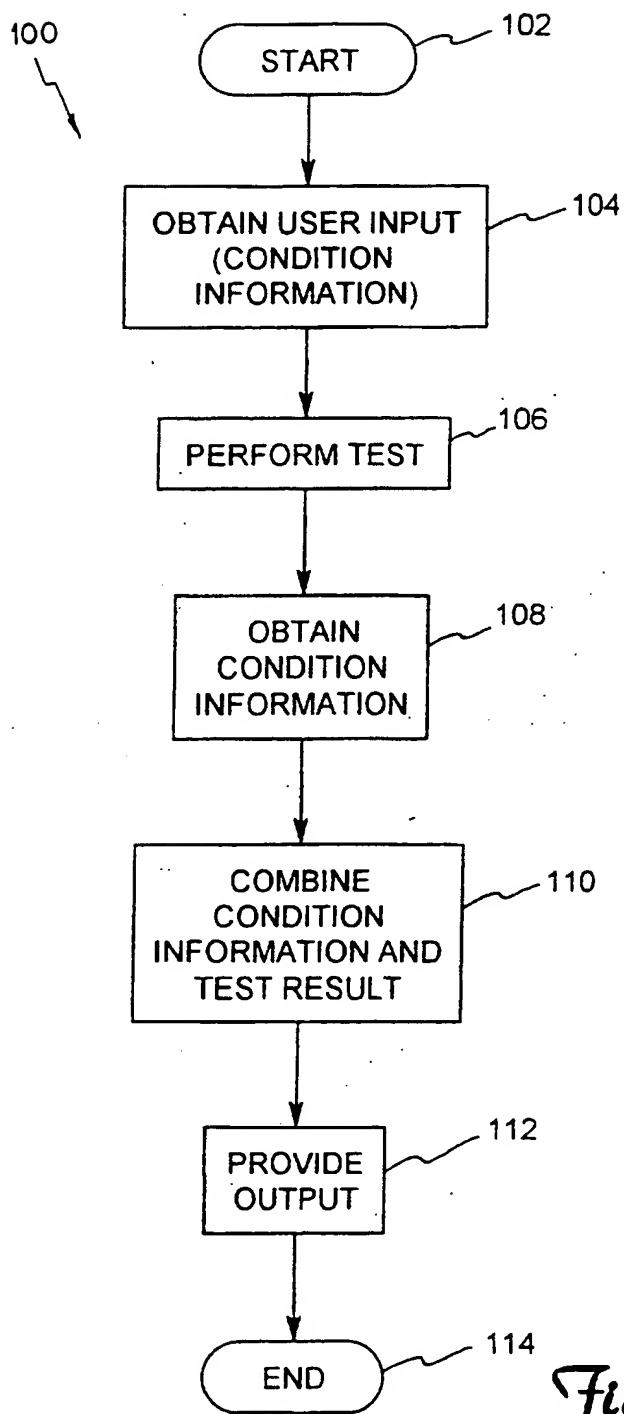 100
START
102
OBTAIN USER INPUT
(CONDITION
INFORMATION)
104
PERFORM TEST
106
OBTAIN
CONDITION
INFORMATION
108
COMBINE
CONDITION
INFORMATION AND
TEST RESULT
110
PROVIDE
OUTPUT
112
END
114